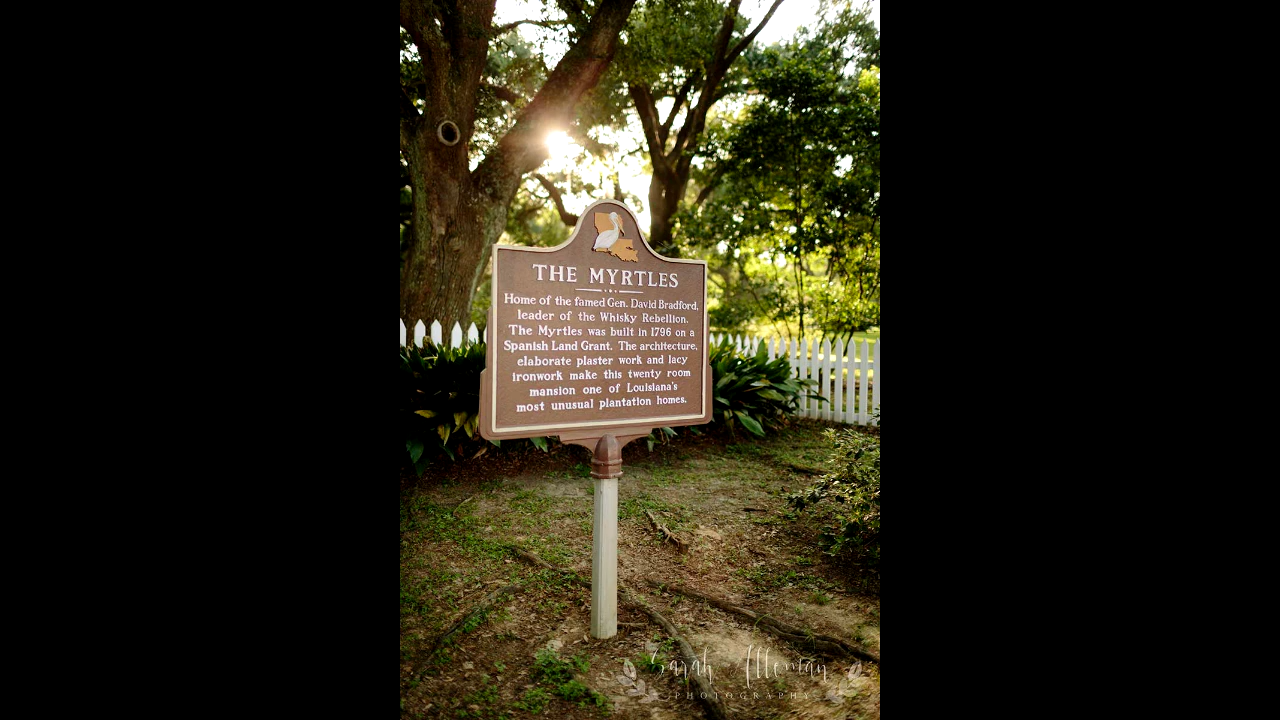 THE MYRTLES
Home of the famed Gen. David Bradford,
leader of the Whisky Rebellion.
The Myrtles was built in 1796 on a
Spanish Land Grant. The architecture,
elaborate plaster work and lacy
ironwork make this twenty room
mansion one of Louisiana's
most unusual plantation homes.
Sarah Alleman
PHOTOGRAPHY